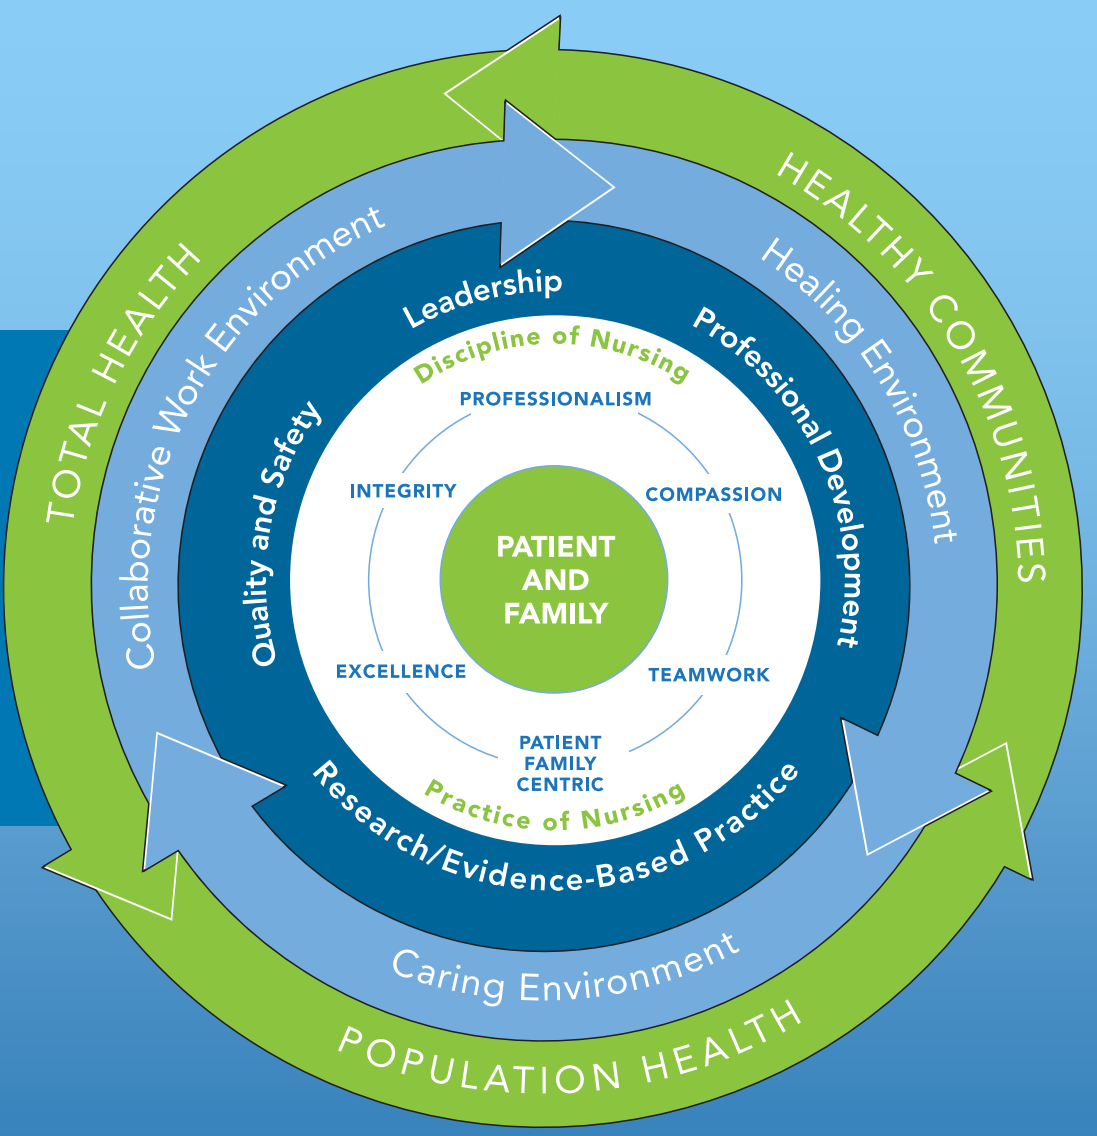 TOTAL HEALTH
HEALTHY COMMUNITIES
POPULATION HEALTH
Collaborative Work Environment
Healing Environment
Caring Environment
Leadership
Professional Development
Quality and Safety
Research/Evidence-Based Practice
Discipline of Nursing
PROFESSIONALISM
INTEGRITY
COMPASSION
PATIENT
AND
FAMILY
EXCELLENCE
TEAMWORK
PATIENT
FAMILY
CENTRIC
Practice of Nursing